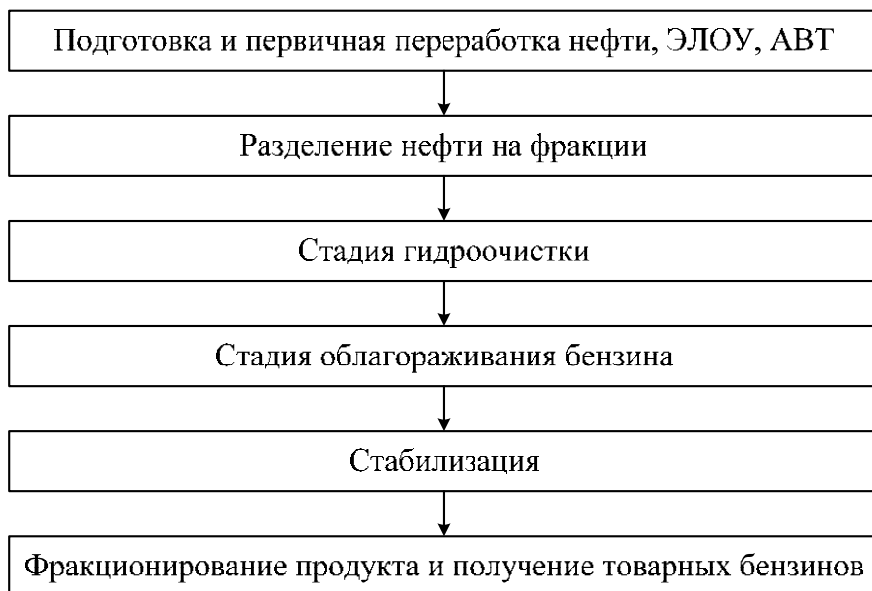 Подготовка и первичная переработка нефти, ЭЛОУ, АВТ
Разделение нефти на фракции
Стадия гидроочистки
Стадия облагораживания бензина
Стабилизация
Фракционирование продукта и получение товарных бензинов